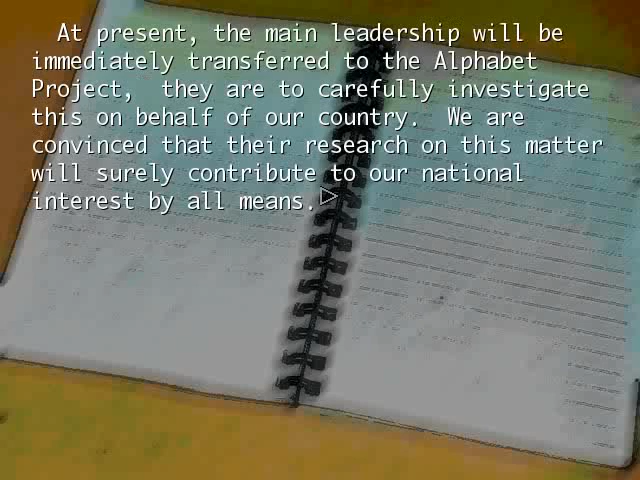 At present, the main leadership will be
immediately transferred to the Alphabet
Project,  they are to carefully investigate
this on behalf of our country.  We are
convinced that their research on this matter
will surely contribute to our national
interest by all means.